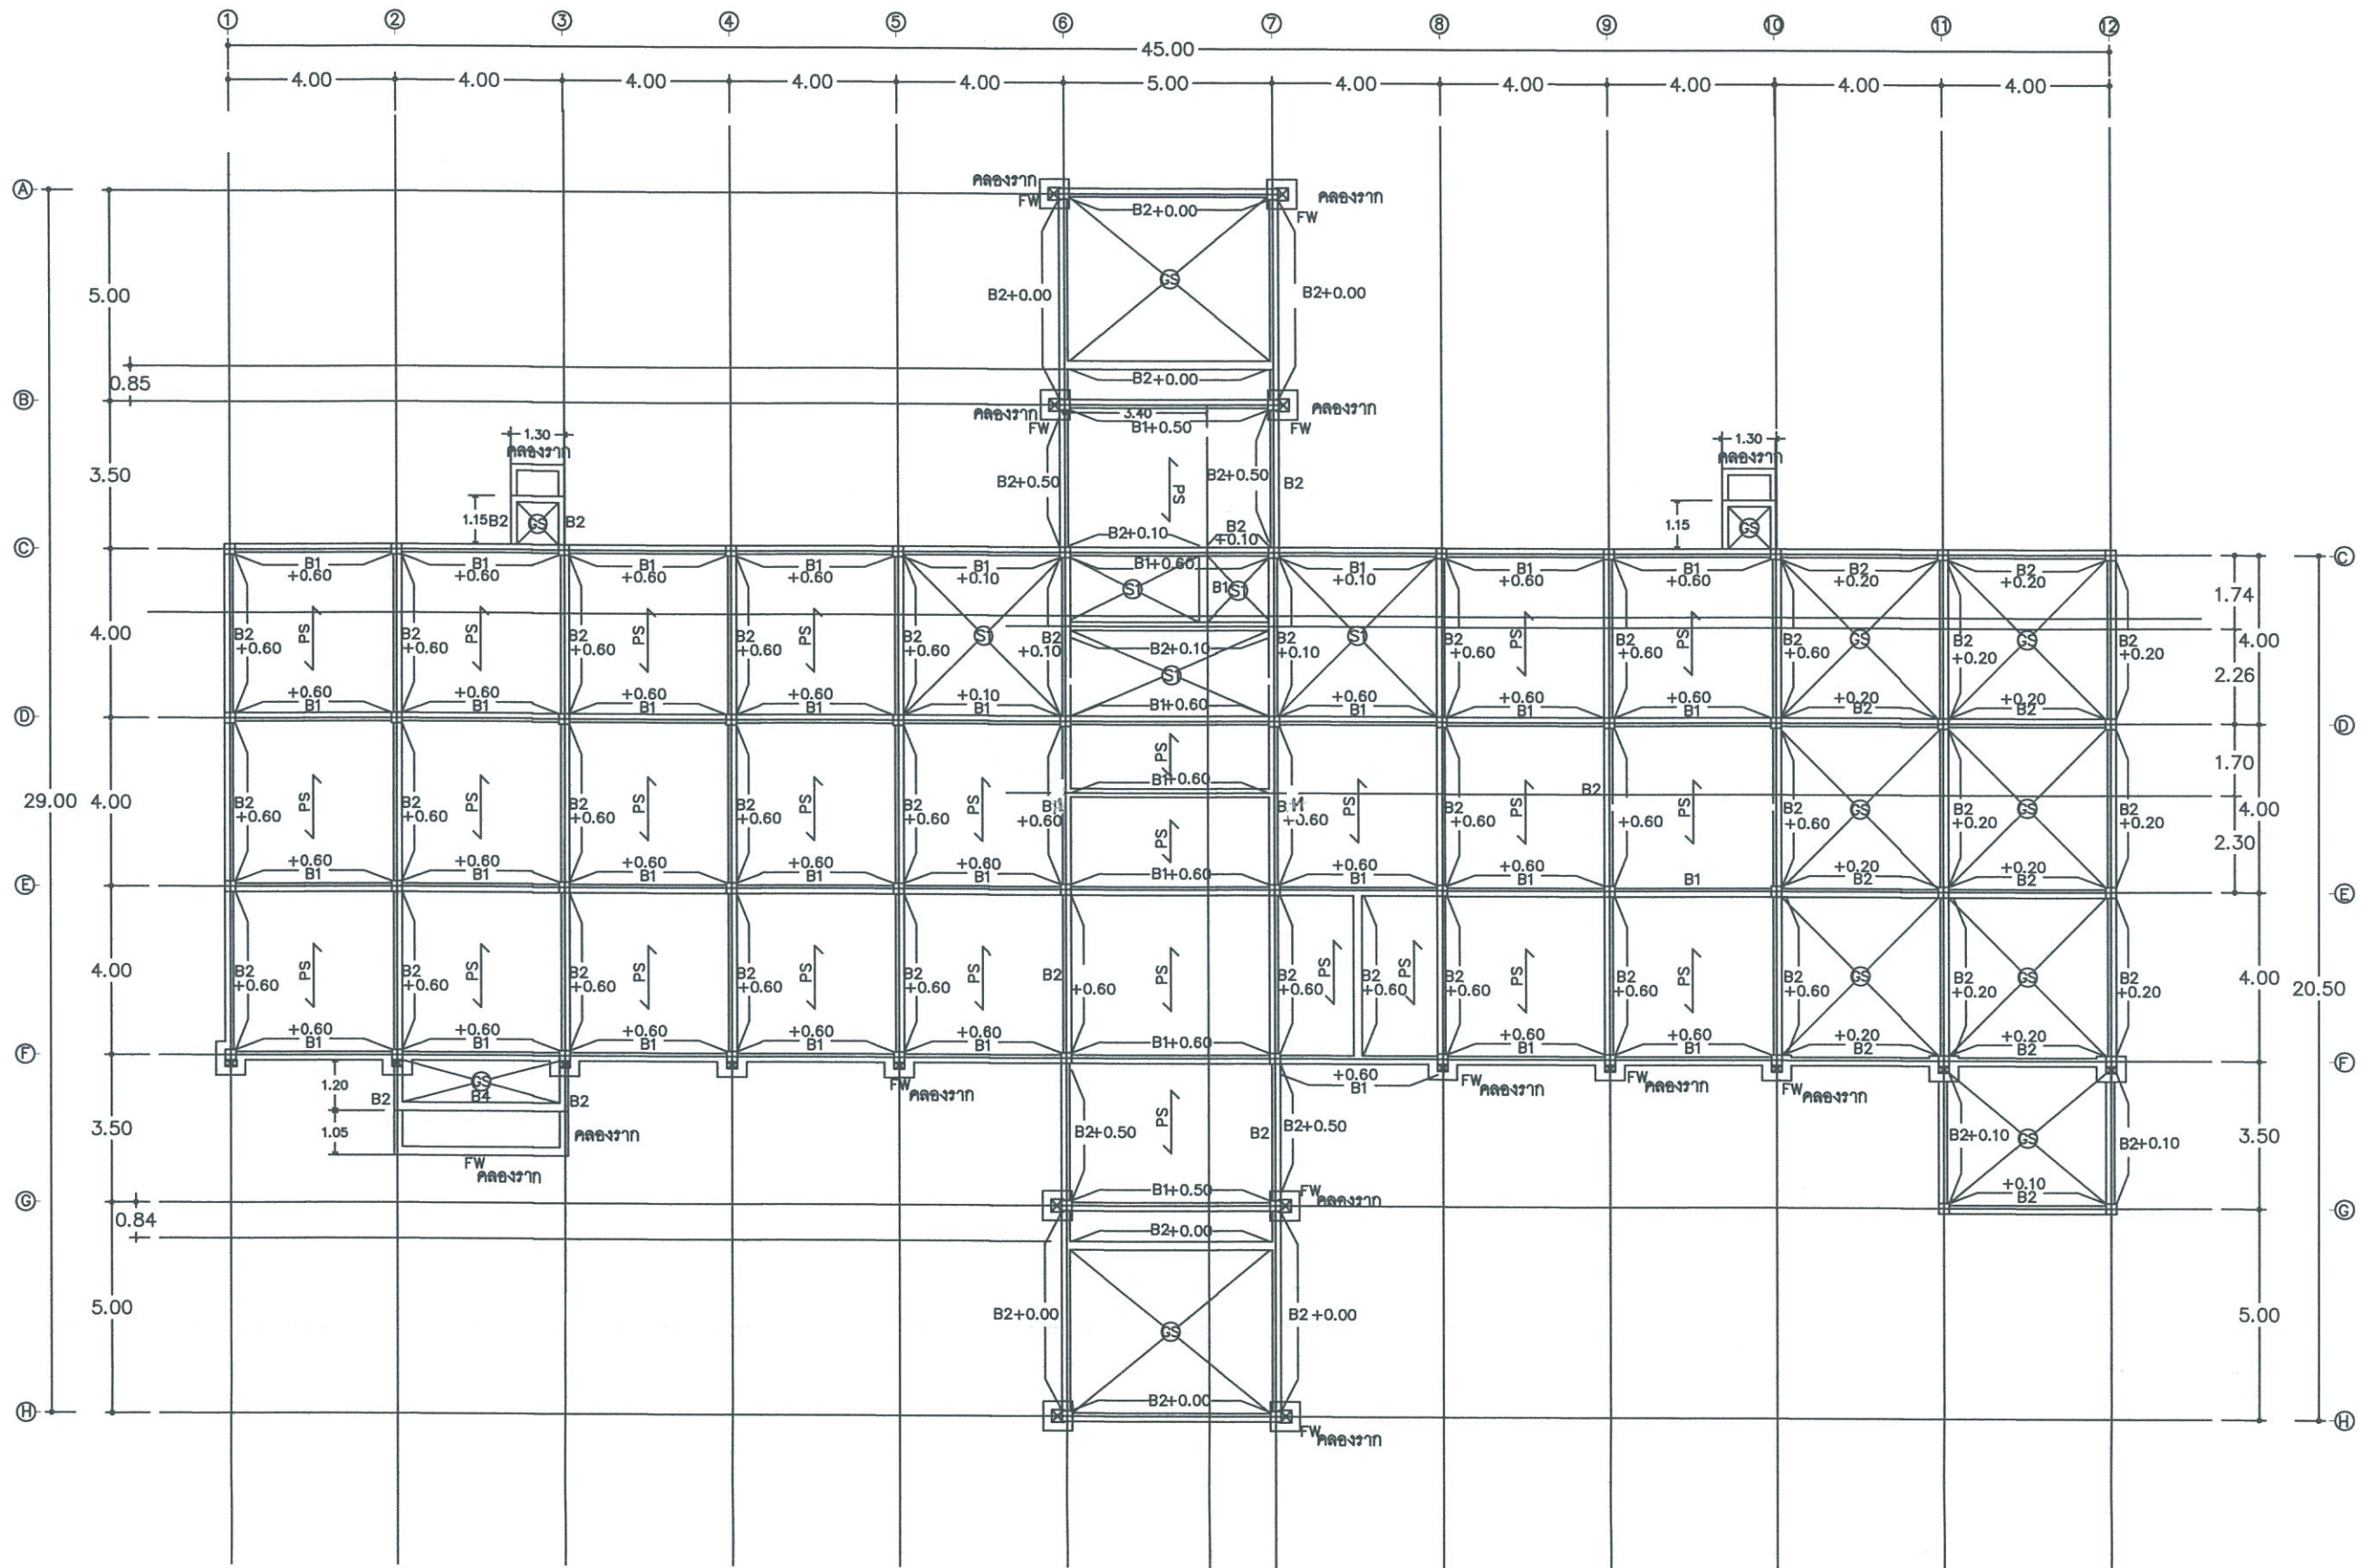 ① ② ③ ④ ⑤ ⑥ ⑦ ⑧ ⑨ ⑩ ⑪ ⑫
45.00
4.00 4.00 4.00 4.00 4.00 5.00 4.00 4.00 4.00 4.00 4.00
คลองราก คลองราก
Ⓐ
FW FW
B2+0.00
GS
5.00 B2+0.00 B2+0.00
B2+0.00
0.85
Ⓑ
คลองราก 3.40 คลองราก
FW B1+0.50 FW
1.30 1.30
คลองราก คลองราก
3.50 B2+0.50 PS B2+0.50 B2
1.15 B2 GS B2 1.15 GS
B2+0.10 B2 +0.10
Ⓒ Ⓒ
B1 B1 B1 B1 B1 B1+0.60 B1 B1 B1 B2 B2
+0.60 +0.60 +0.60 +0.60 +0.10 +0.10 +0.60 +0.60 +0.20 +0.20
S1 B1 S1 1.74
4.00 B2 PS B2 PS B2 PS B2 PS B2 S1 B2 B2 S1 B2 PS B2 PS B2 GS B2 GS B2 4.00
+0.60 +0.60 +0.60 +0.60 +0.60 +0.10 B2+0.10 +0.10 +0.60 +0.60 +0.60 +0.20 +0.20
S1 2.26
+0.60 +0.60 +0.60 +0.60 +0.10 B1+0.60 +0.60 +0.60 +0.60 +0.20 +0.20
B1 B1 B1 B1 B1 B1 B1 B1 B2 B2
Ⓓ Ⓓ
PS 1.70
B1+0.60
29.00 4.00 B2 PS B2 PS B2 PS B2 PS B2 PS PS B2 PS B2 PS B2 GS B2 GS B2 4.00
+0.60 +0.60 +0.60 +0.60 +0.60 +0.60 PS +0.60 +0.60 +0.60 +0.60 +0.20 +0.20
2.30
+0.60 +0.60 +0.60 +0.60 +0.60 B1+0.60 +0.60 +0.60 +0.20 +0.20
B1 B1 B1 B1 B1 B1 B1 B1 B2 B2
Ⓔ Ⓔ
4.00 B2 PS B2 PS B2 PS B2 PS B2 PS B2 PS B2 PS B2 PS B2 PS B2 PS B2 GS B2 GS B2 4.00
+0.60 +0.60 +0.60 +0.60 +0.60 +0.60 +0.60 +0.60 +0.60 +0.60 +0.60 +0.20 +0.20
20.50
+0.60 +0.60 +0.60 +0.60 +0.60 B1+0.60 +0.60 +0.60 +0.20 +0.20
B1 B1 B1 B1 B1 B1 B1 B2 B2
Ⓕ Ⓕ
1.20 GS FW +0.60 FW FW FW
B2 B4 B2 คลองราก B1 คลองราก คลองราก คลองราก
3.50 1.05 คลองราก B2+0.50 PS B2 B2+0.50 B2+0.10 GS B2+0.10 3.50
FW
คลองราก
B1+0.50 FW +0.10
คลองราก B2
Ⓖ Ⓖ
0.84 B2+0.00
5.00 B2+0.00 B2+0.00 5.00
GS
B2+0.00
Ⓗ Ⓗ
FW
คลองราก